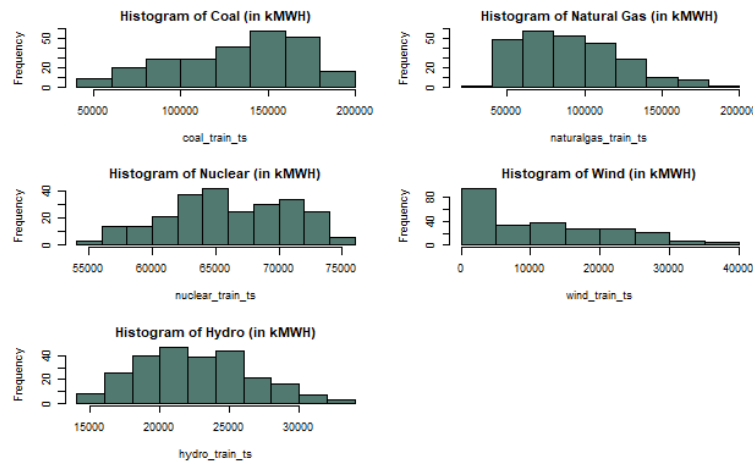 Histogram of Coal (in kMWH)
Frequency
0 20 50
50000 100000 150000 200000
coal_train_ts
Histogram of Natural Gas (in kMWH)
Frequency
0 20 50
50000 100000 150000 200000
naturalgas_train_ts
Histogram of Nuclear (in kMWH)
Frequency
0 20 40
55000 60000 65000 70000 75000
nuclear_train_ts
Histogram of Wind (in kMWH)
Frequency
0 40 80
0 10000 20000 30000 40000
wind_train_ts
Histogram of Hydro (in kMWH)
Frequency
0 20 40
15000 20000 25000 30000
hydro_train_ts